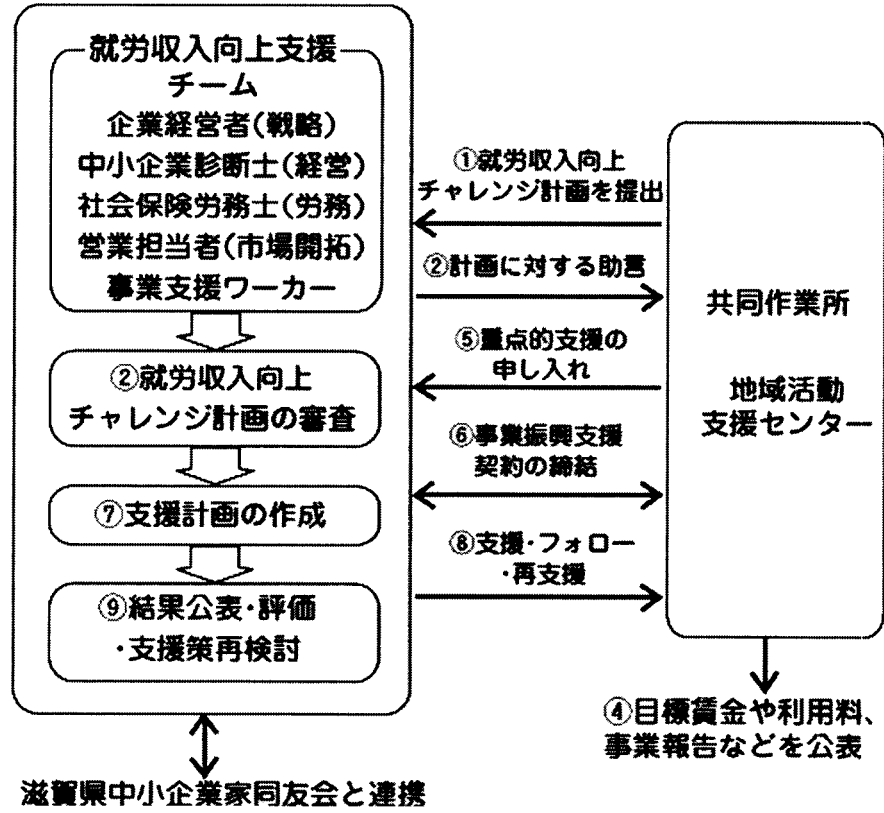 就労収入向上支援
チーム
企業経営者(戦略)
中小企業診断士(経営)
社会保険労務士(労務)
営業担当者(市場開拓)
事業支援ワーカー
②就労収入向上
チャレンジ計画の審査
⑦支援計画の作成
⑨結果公表・評価
・支援策再検討
①就労収入向上
チャレンジ計画を提出
②計画に対する助言
⑤重点的支援の
申し入れ
⑥事業振興支援
契約の締結
⑧支援・フォロー
・再支援
共同作業所
地域活動
支援センター
④目標賃金や利用料、
事業報告などを公表
滋賀県中小企業家同友会と連携